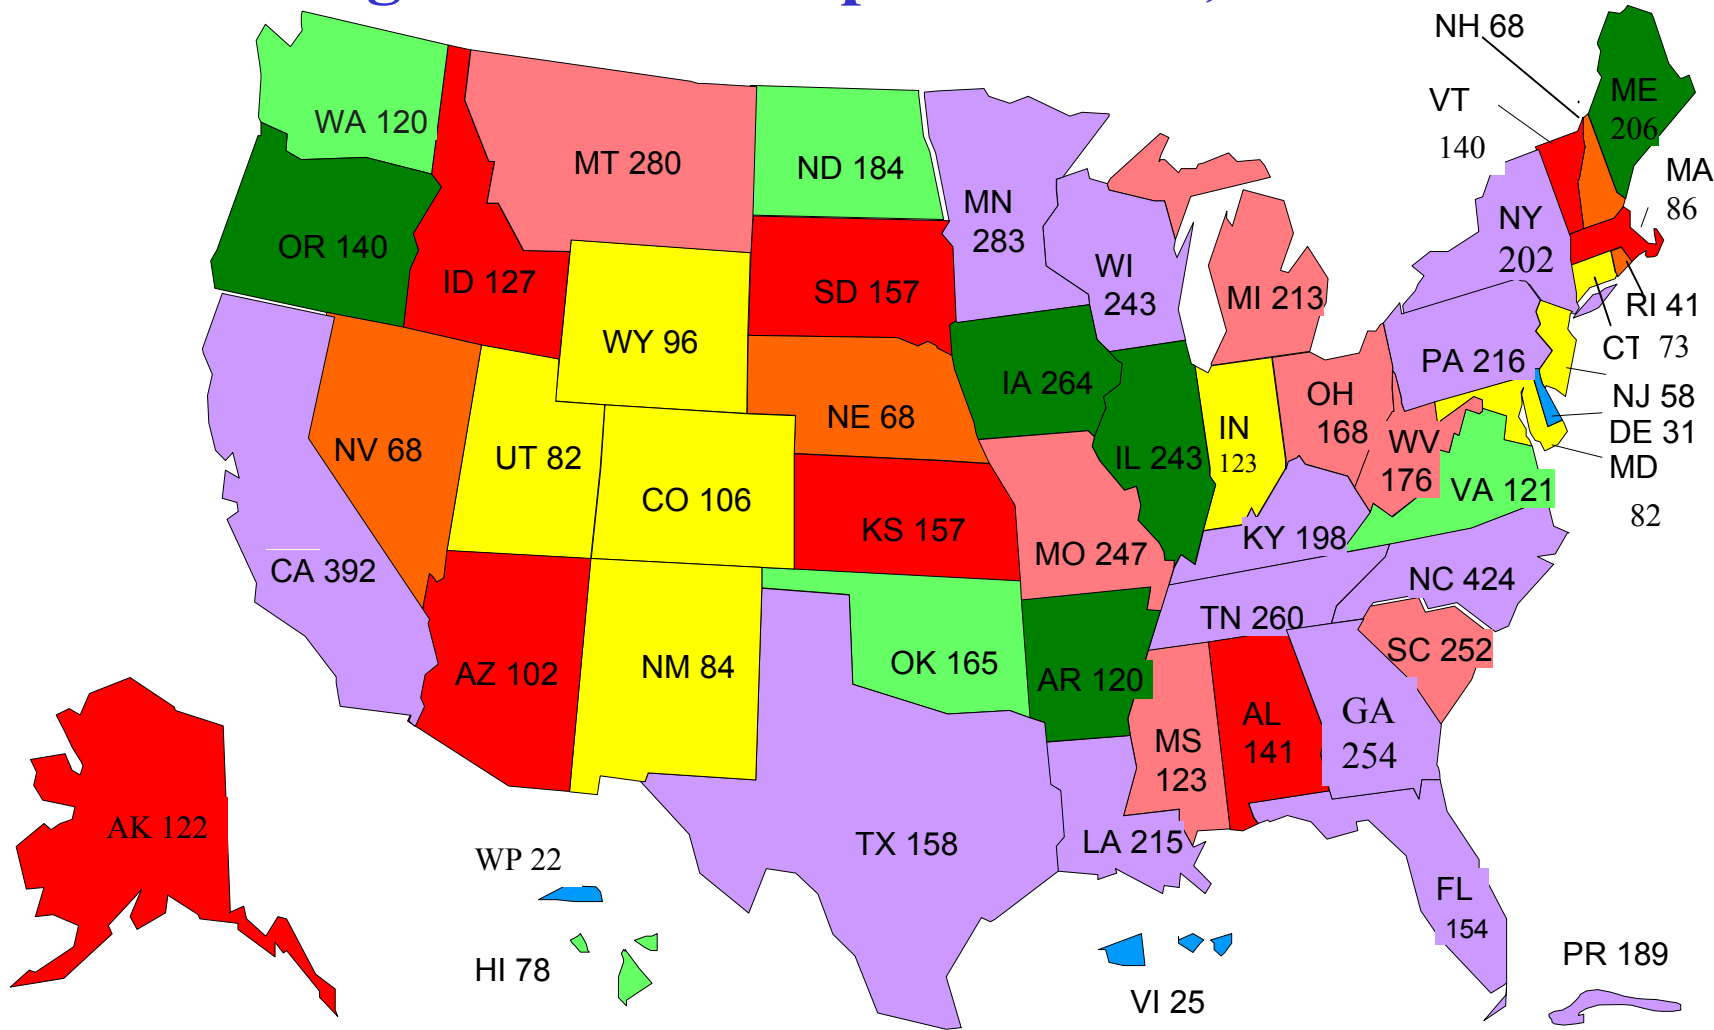 NH 68
VT
140
ME
206
MA
86
WA 120
MT 280
ND 184
MN
283
NY
202
OR 140
ID 127
SD 157
WI
243
MI 213
RI 41
WY 96
CT 73
PA 216
IA 264
OH
168
NJ 58
NE 68
DE 31
IN
123
NV 68
UT 82
IL 243
WV
176
MD
82
CO 106
VA 121
KS 157
KY 198
MO 247
CA 392
NC 424
TN 260
AZ 102
NM 84
OK 165
AR 120
SC 252
AL
141
GA
254
MS
123
AK 122
TX 158
LA 215
WP 22
FL
154
HI 78
VI 25
PR 189